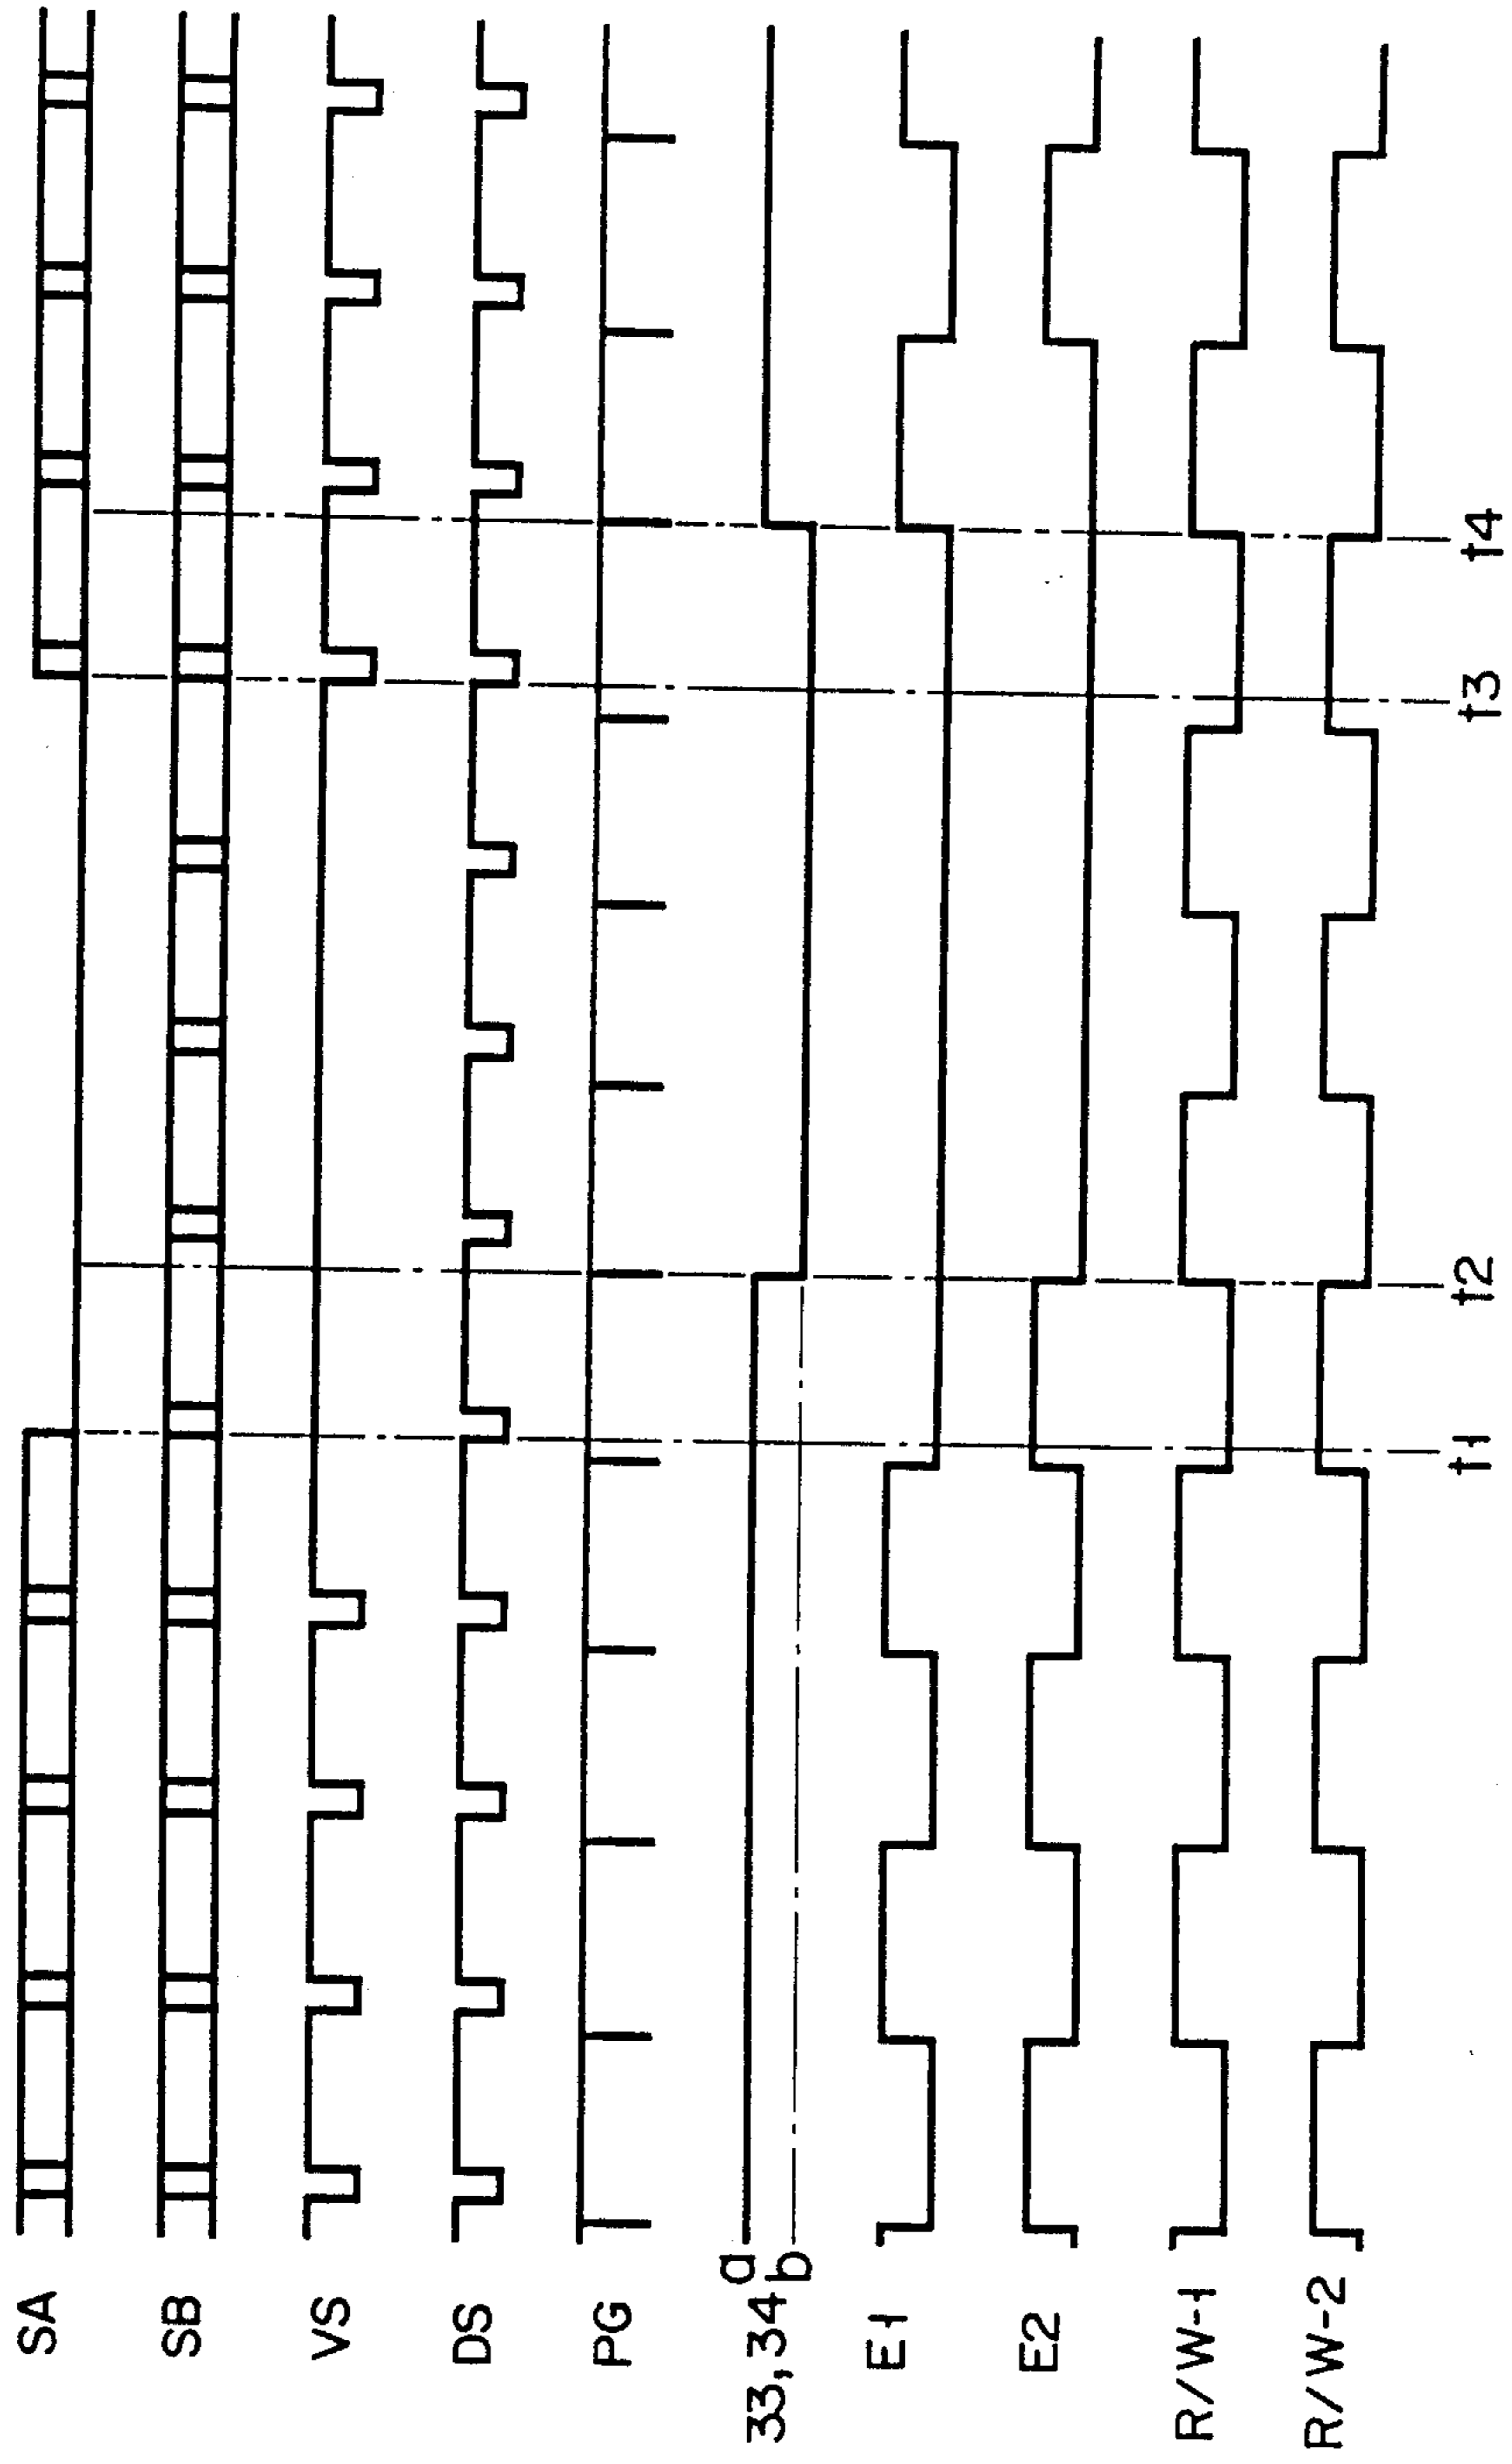 SA
SB
VS
DS
PG
33,34 a
b
E1
E2
R/W-1
R/W-2
t1 t2 t3 t4